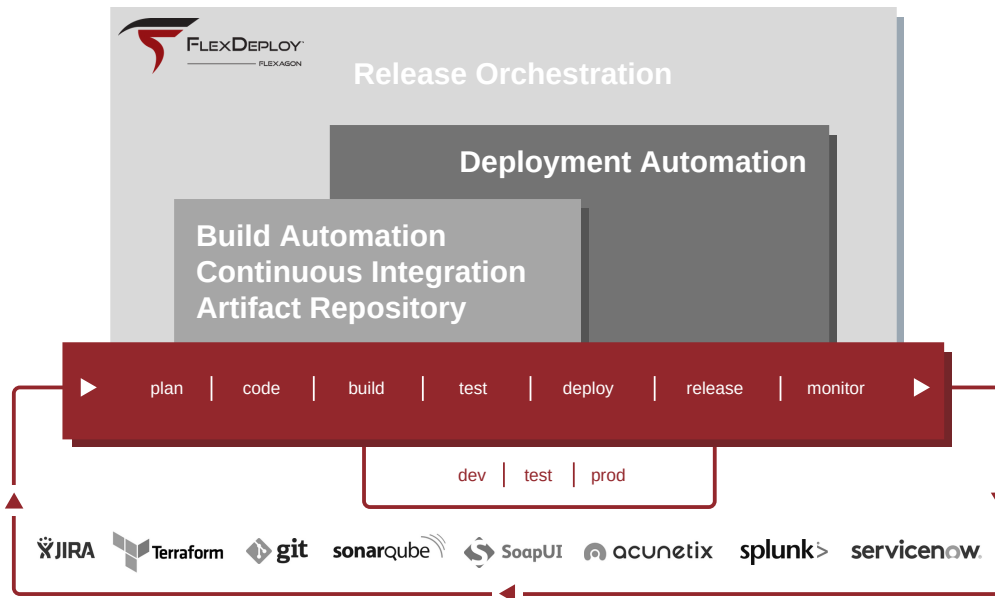 FLEXDEPLOY™
FLEXAGON
Release Orchestration
Deployment Automation
Build Automation
Continuous Integration
Artifact Repository
plan | code | build | test | deploy | release | monitor
dev | test | prod
JIRA Terraform git sonarqube SoapUI acunetix splunk> servicenow